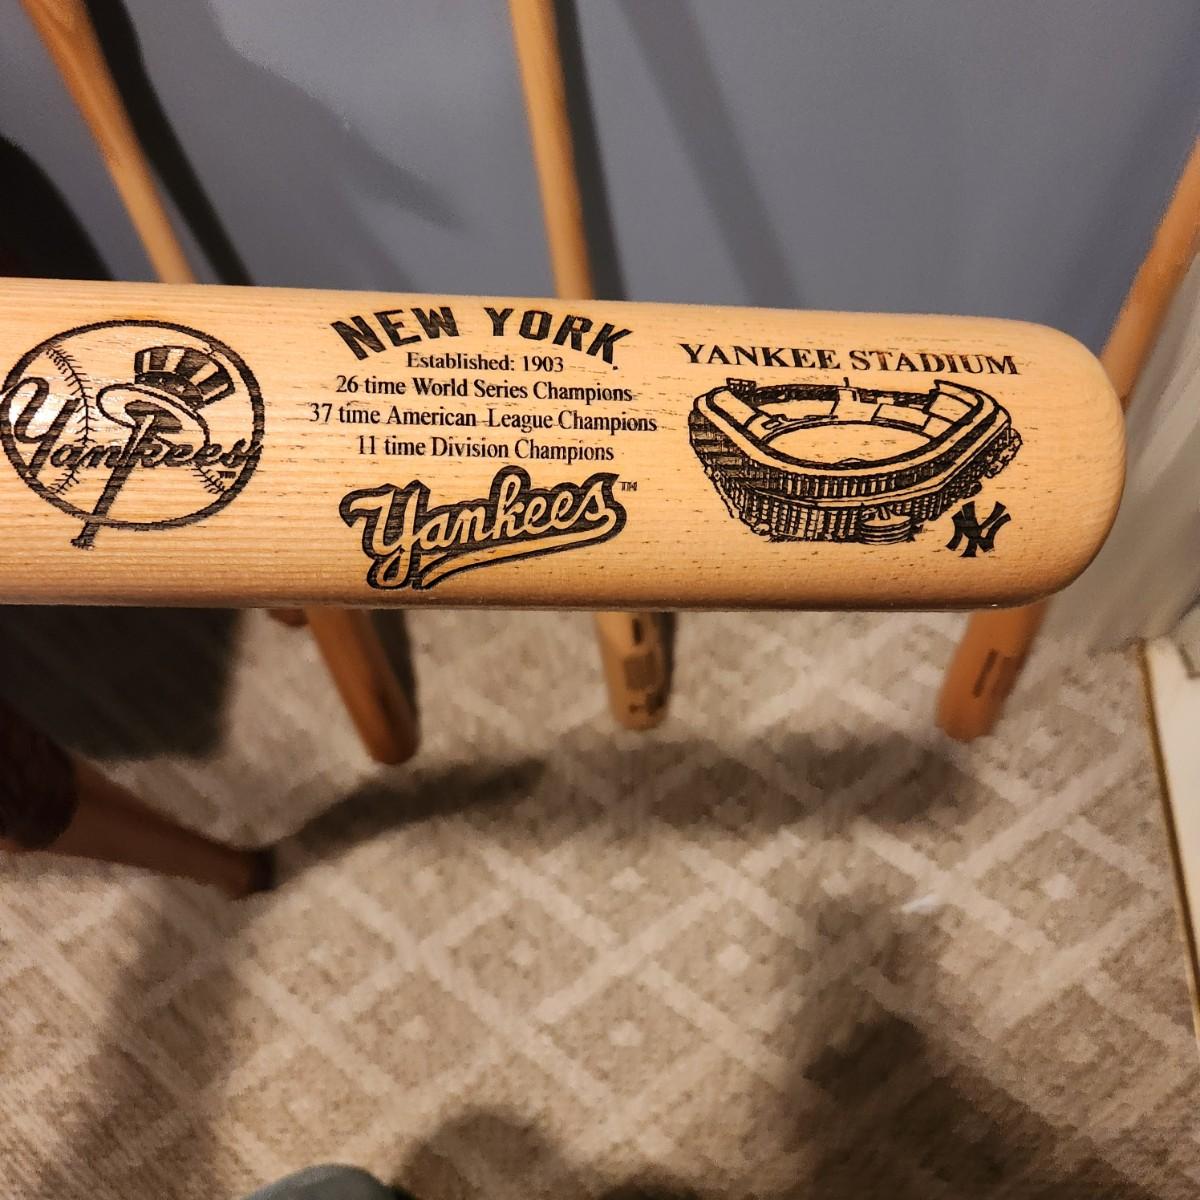 Yankees
NEW YORK
Established: 1903
26 time World Series Champions
37 time American League Champions
11 time Division Champions
Yankees™
YANKEE STADIUM
NY